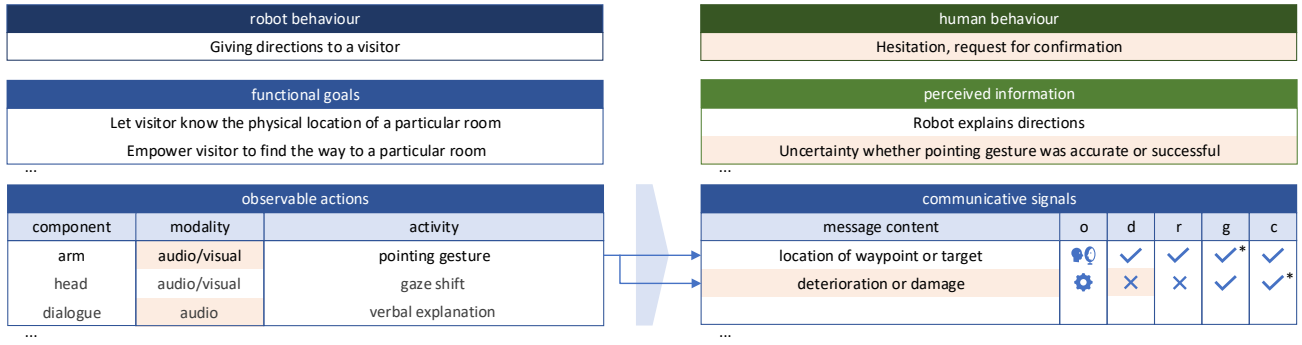 robot behaviour
Giving directions to a visitor
human behaviour
Hesitation, request for confirmation
functional goals
Let visitor know the physical location of a particular room
Empower visitor to find the way to a particular room
...
perceived information
Robot explains directions
Uncertainty whether pointing gesture was accurate or successful
...
observable actions
component modality activity
arm audio/visual pointing gesture
head audio/visual gaze shift
dialogue audio verbal explanation
...
communicative signals
message content o d r g c
location of waypoint or target *
deterioration or damage *
...